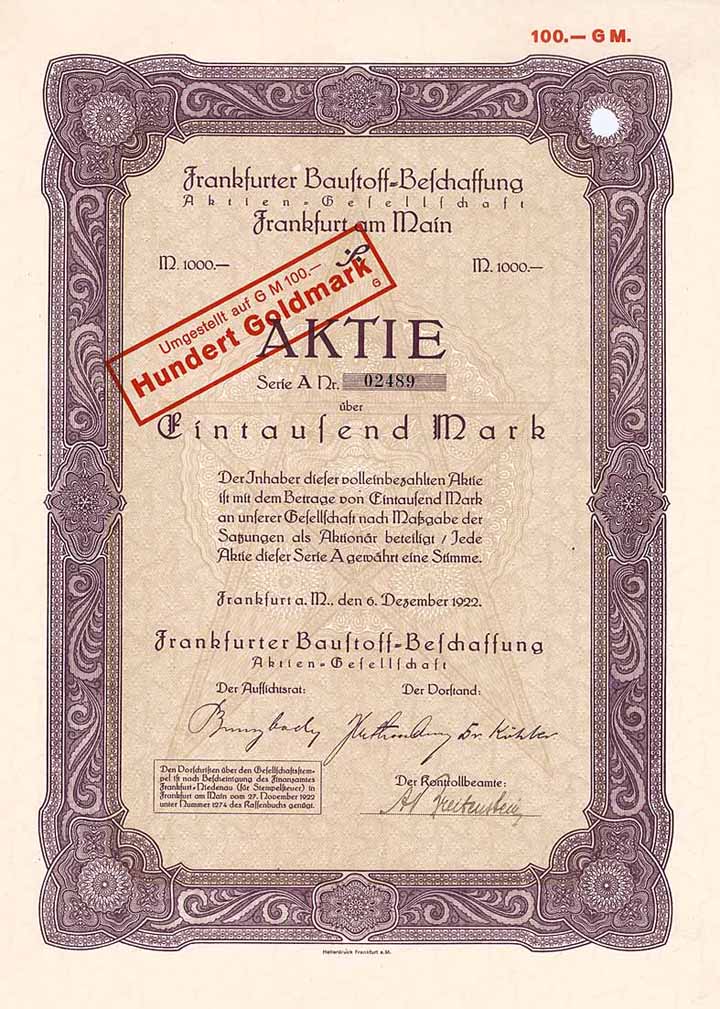 100.— G M.
Frankfurter Bauſtoff=Beſchaffung
Aktien=Geſellſchaft
Frankfurt am Main
M. 1000.— M. 1000.—
Umgestellt auf G M 100.—
Hundert Goldmark
G
AKTIE
Serie A Nr. 02489
über
Eintauſend Mark
Der Inhaber dieſer volleinbezahlten Aktie
iſt mit dem Betrage von Eintauſend Mark
an unſerer Geſellſchaft nach Maßgabe der
Satzungen als Aktionär beteiligt / Jede
Aktie dieſer Serie A gewährt eine Stimme.
Frankfurt a. M., den 6. Dezember 1922.
Frankfurter Bauſtoff=Beſchaffung
Aktien=Geſellſchaft
Der Aufſichtsrat: Der Vorſtand:
Dr. Köhler
Den Vorſchriften über den Geſellſchaftsſtem-
pel iſt nach Beſcheinigung des Finanzamtes
Frankfurt-Niedenau (für Stempelſteuer) in
Frankfurt am Main vom 27. November 1922
unter Nummer 1274 des Kaſſenbuchs genügt.
Der Kontrollbeamte:
Hellerdruck Frankfurt a. M.